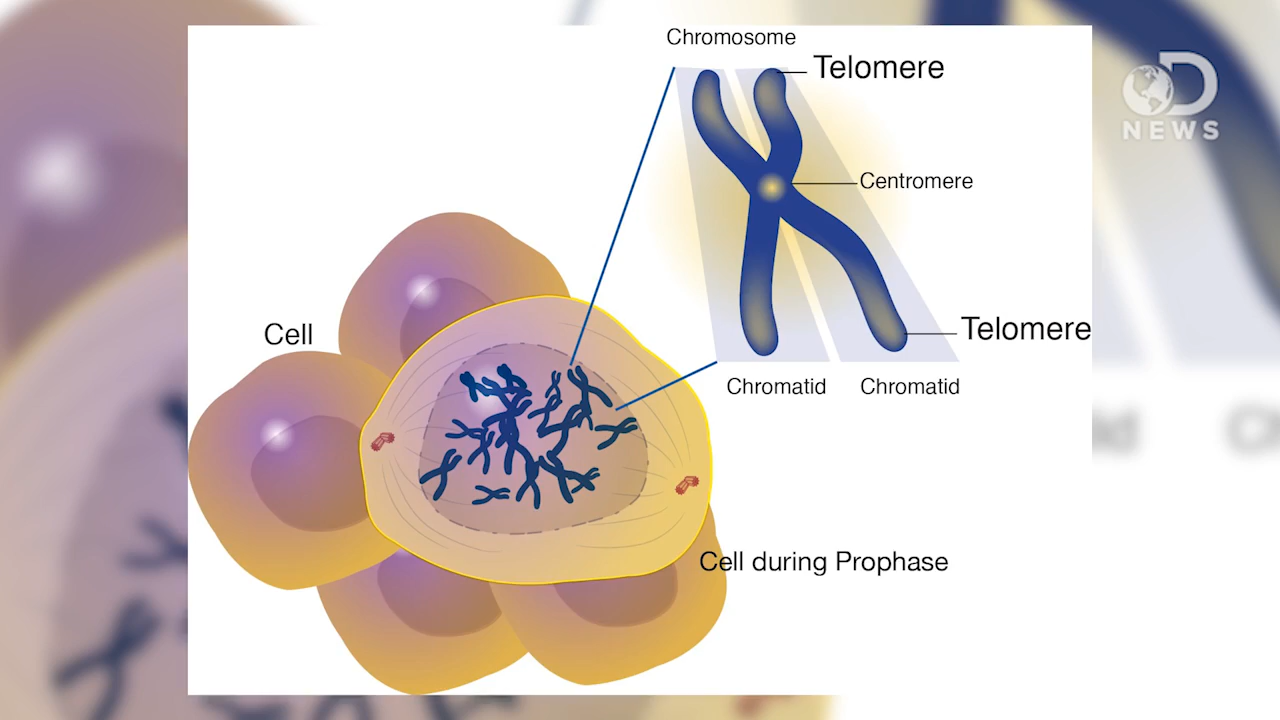 Chromosome
Telomere
D
NEWS
Centromere
Cell
Telomere
Chromatid Chromatid
Cell during Prophase